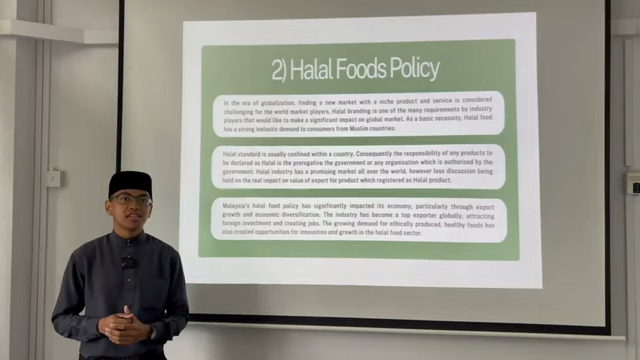 2) Halal Foods Policy
In the era of globalization, finding a new market with a niche product and service is considered
challenging for the world market players. Halal branding is one of the many requirements by industry
players that would like to make a significant impact on global market. As a basic necessity, Halal food
has a strong inelastic demand to consumers from Muslim countries.
Halal standard is usually confined within a country. Consequently the responsibility of any products to
be declared as Halal is the prerogative the government or any organisation which is authorised by the
government. Halal industry has a promising market all over the world, however less discussion being
held on the real impact on value of export for product which registered as Halal product.
Malaysia's halal food policy has significantly impacted its economy, particularly through export
growth and economic diversification. The industry has become a top exporter globally, attracting
foreign investment and creating jobs. The growing demand for ethically produced, healthy foods has
also created opportunities for innovation and growth in the halal food sector.